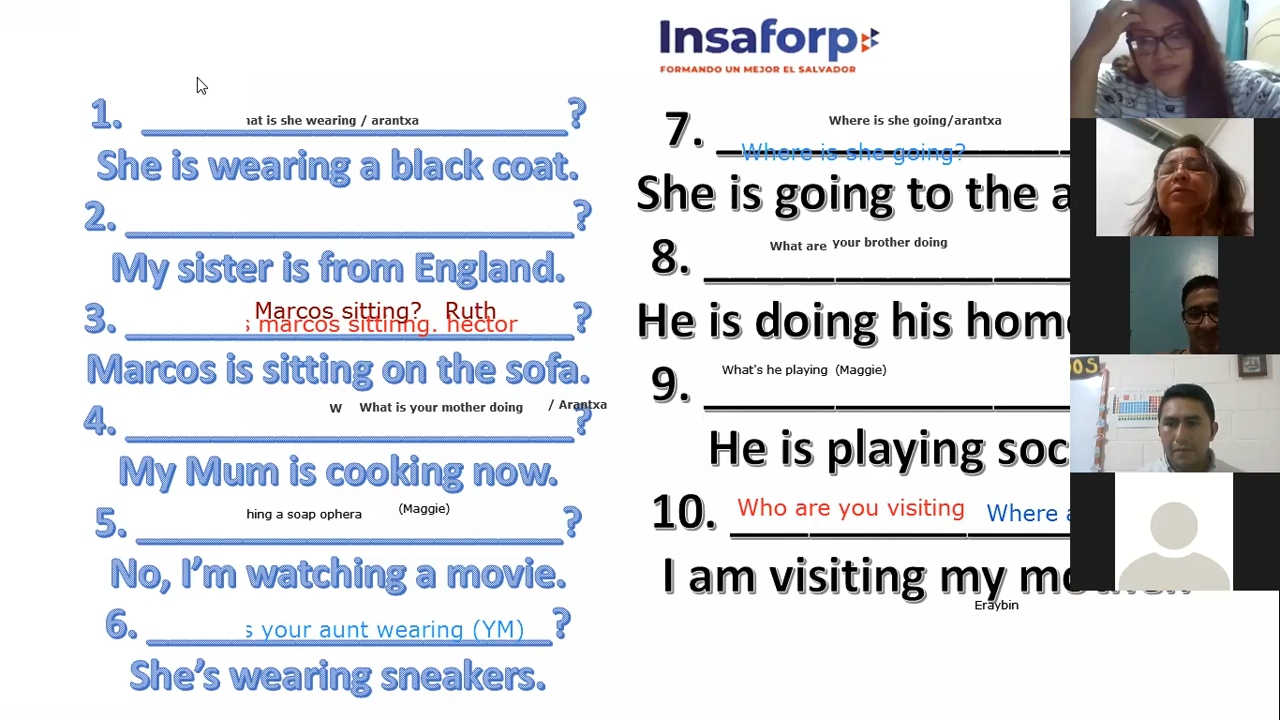 Insaforp
FORMANDO UN MEJOR EL SALVADOR
1. hat is she wearing / arantxa ?
She is wearing a black coat.
2. ?
My sister is from England.
Marcos sitting? Ruth
3. s marcos sittinng. hector ?
Marcos is sitting on the sofa.
W What is your mother doing / Arantxa
4. ?
My Mum is cooking now.
5. hing a soap ophera (Maggie) ?
No, I'm watching a movie.
6. s your aunt wearing (YM) ?
She's wearing sneakers.
7. Where is she going/arantxa
Where is she going?
She is going to the a
8. What are your brother doing
He is doing his hom
9. What's he playing (Maggie)
He is playing soc
10. Who are you visiting Where a
I am visiting my mother.
Eraybin
OS